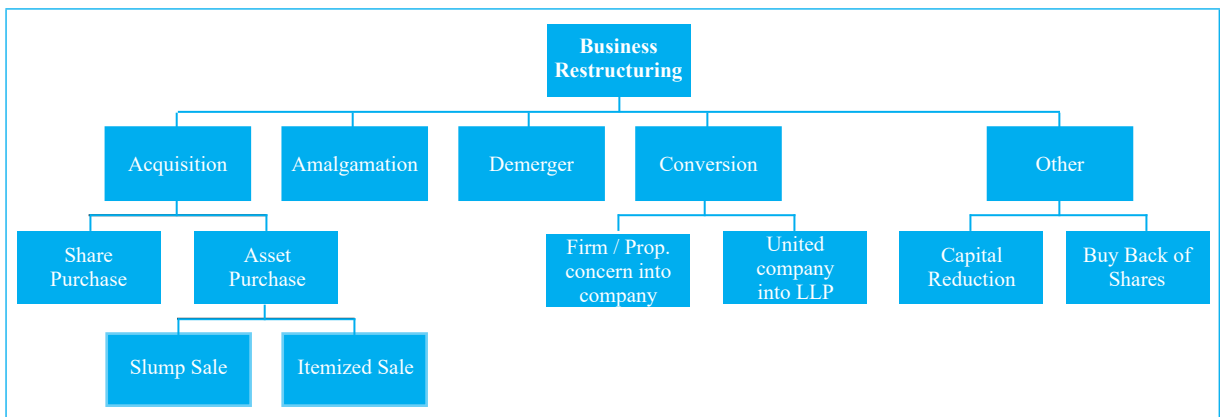 Business
Restructuring
Acquisition
Amalgamation
Demerger
Conversion
Other
Share
Purchase
Asset
Purchase
Firm / Prop.
concern into
company
United
company
into LLP
Capital
Reduction
Buy Back of
Shares
Slump Sale
Itemized Sale